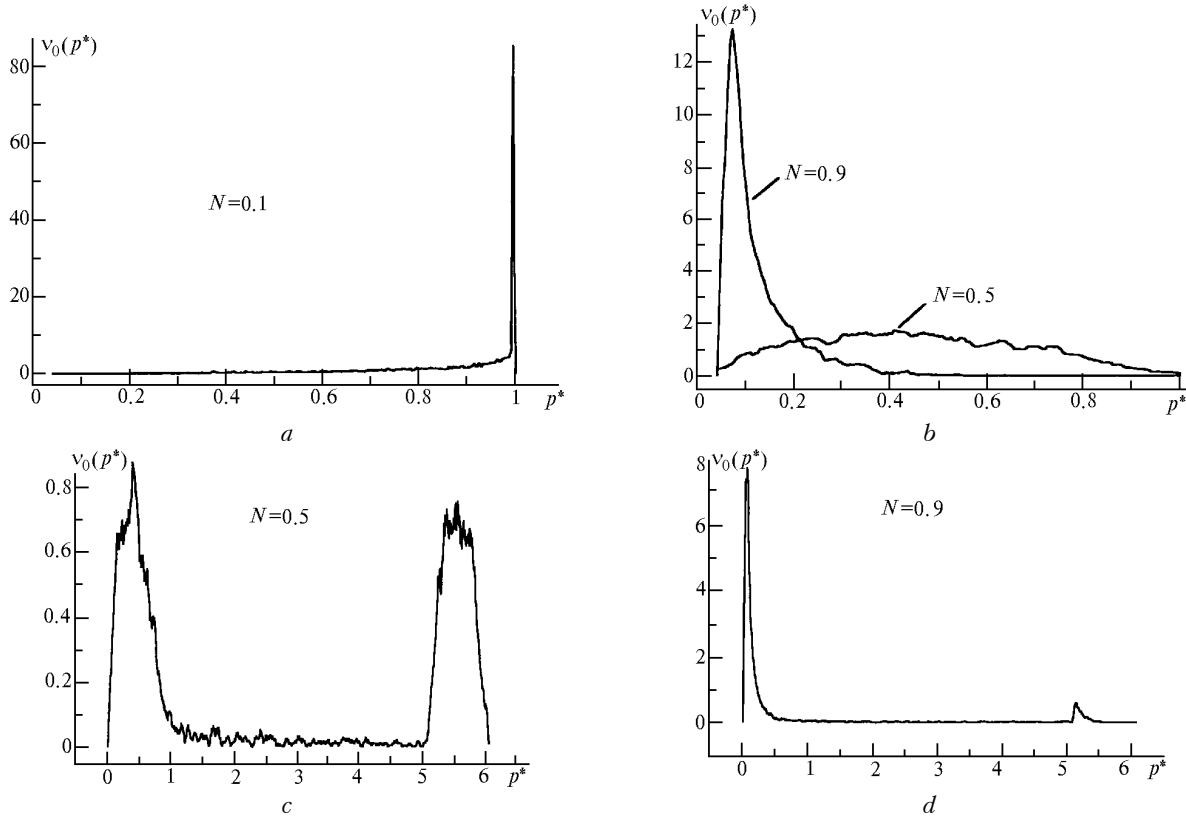 ν₀(p*)
80
60
40
20
0
N=0.1
0 0.2 0.4 0.6 0.8 1 p*
a
ν₀(p*)
12
10
8
6
4
2
0
N=0.9
N=0.5
0 0.2 0.4 0.6 0.8 p*
b
ν₀(p*)
0.8
0.6
0.4
0.2
0
N=0.5
0 1 2 3 4 5 6 p*
c
8 ν₀(p*)
6
4
2
0
N=0.9
0 1 2 3 4 5 6 p*
d